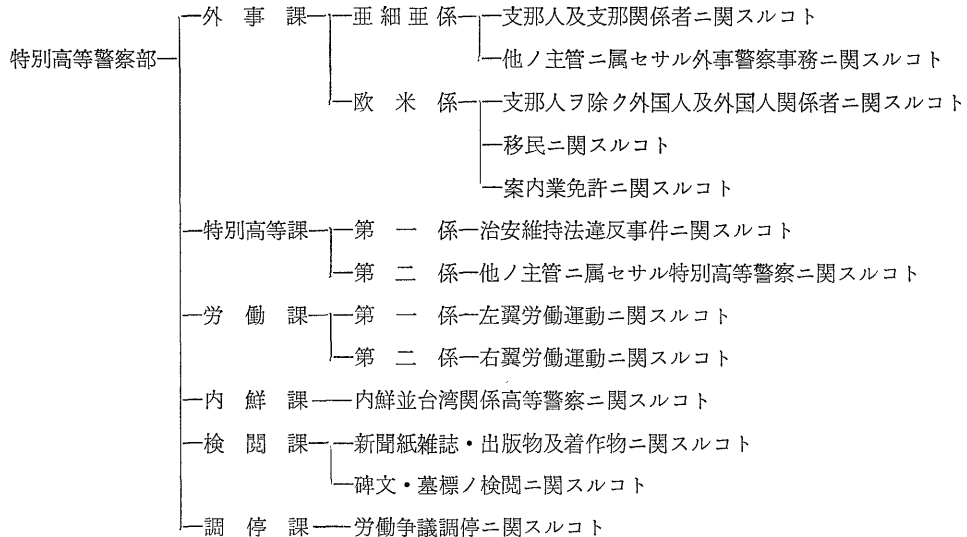 外事課 亜細亜係 支那人及支那関係者ニ関スルコト
特別高等警察部 他ノ主管ニ属セサル外事警察事務ニ関スルコト
欧米係 支那人ヲ除ク外国人及外国人関係者ニ関スルコト
移民ニ関スルコト
案内業免許ニ関スルコト
特別高等課 第一係 治安維持法違反事件ニ関スルコト
第二係 他ノ主管ニ属セサル特別高等警察ニ関スルコト
労働課 第一係 左翼労働運動ニ関スルコト
第二係 右翼労働運動ニ関スルコト
内鮮課 内鮮並台湾関係高等警察ニ関スルコト
検閲課 新聞紙雑誌・出版物及着作物ニ関スルコト
碑文・墓標ノ検閲ニ関スルコト
調停課 労働争議調停ニ関スルコト